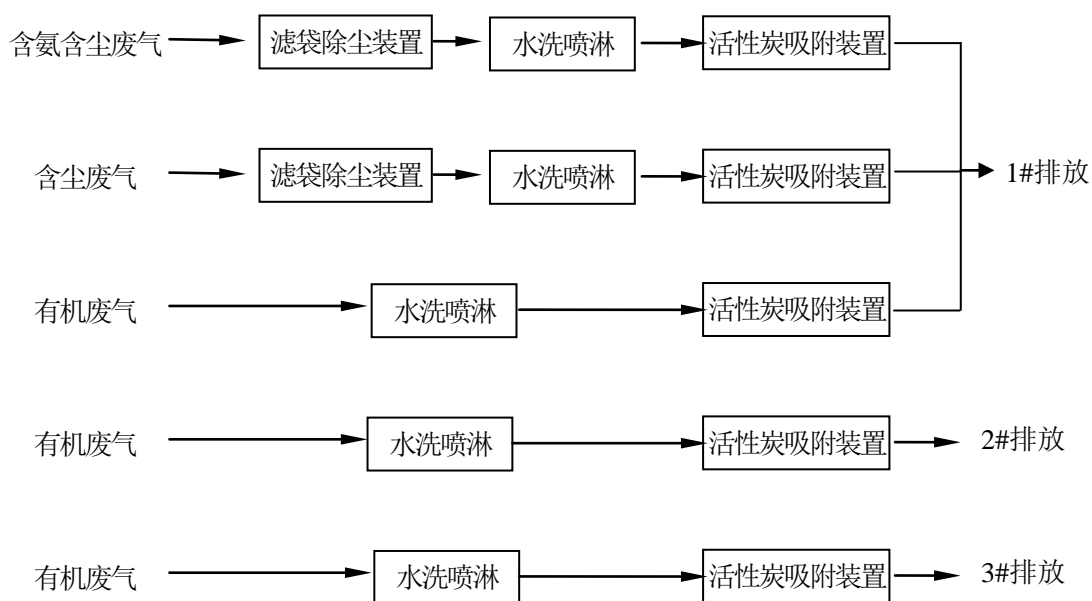 含氨含尘废气
滤袋除尘装置
水洗喷淋
活性炭吸附装置
含尘废气
滤袋除尘装置
水洗喷淋
活性炭吸附装置
1#排放
有机废气
水洗喷淋
活性炭吸附装置
有机废气
水洗喷淋
活性炭吸附装置
2#排放
有机废气
水洗喷淋
活性炭吸附装置
3#排放